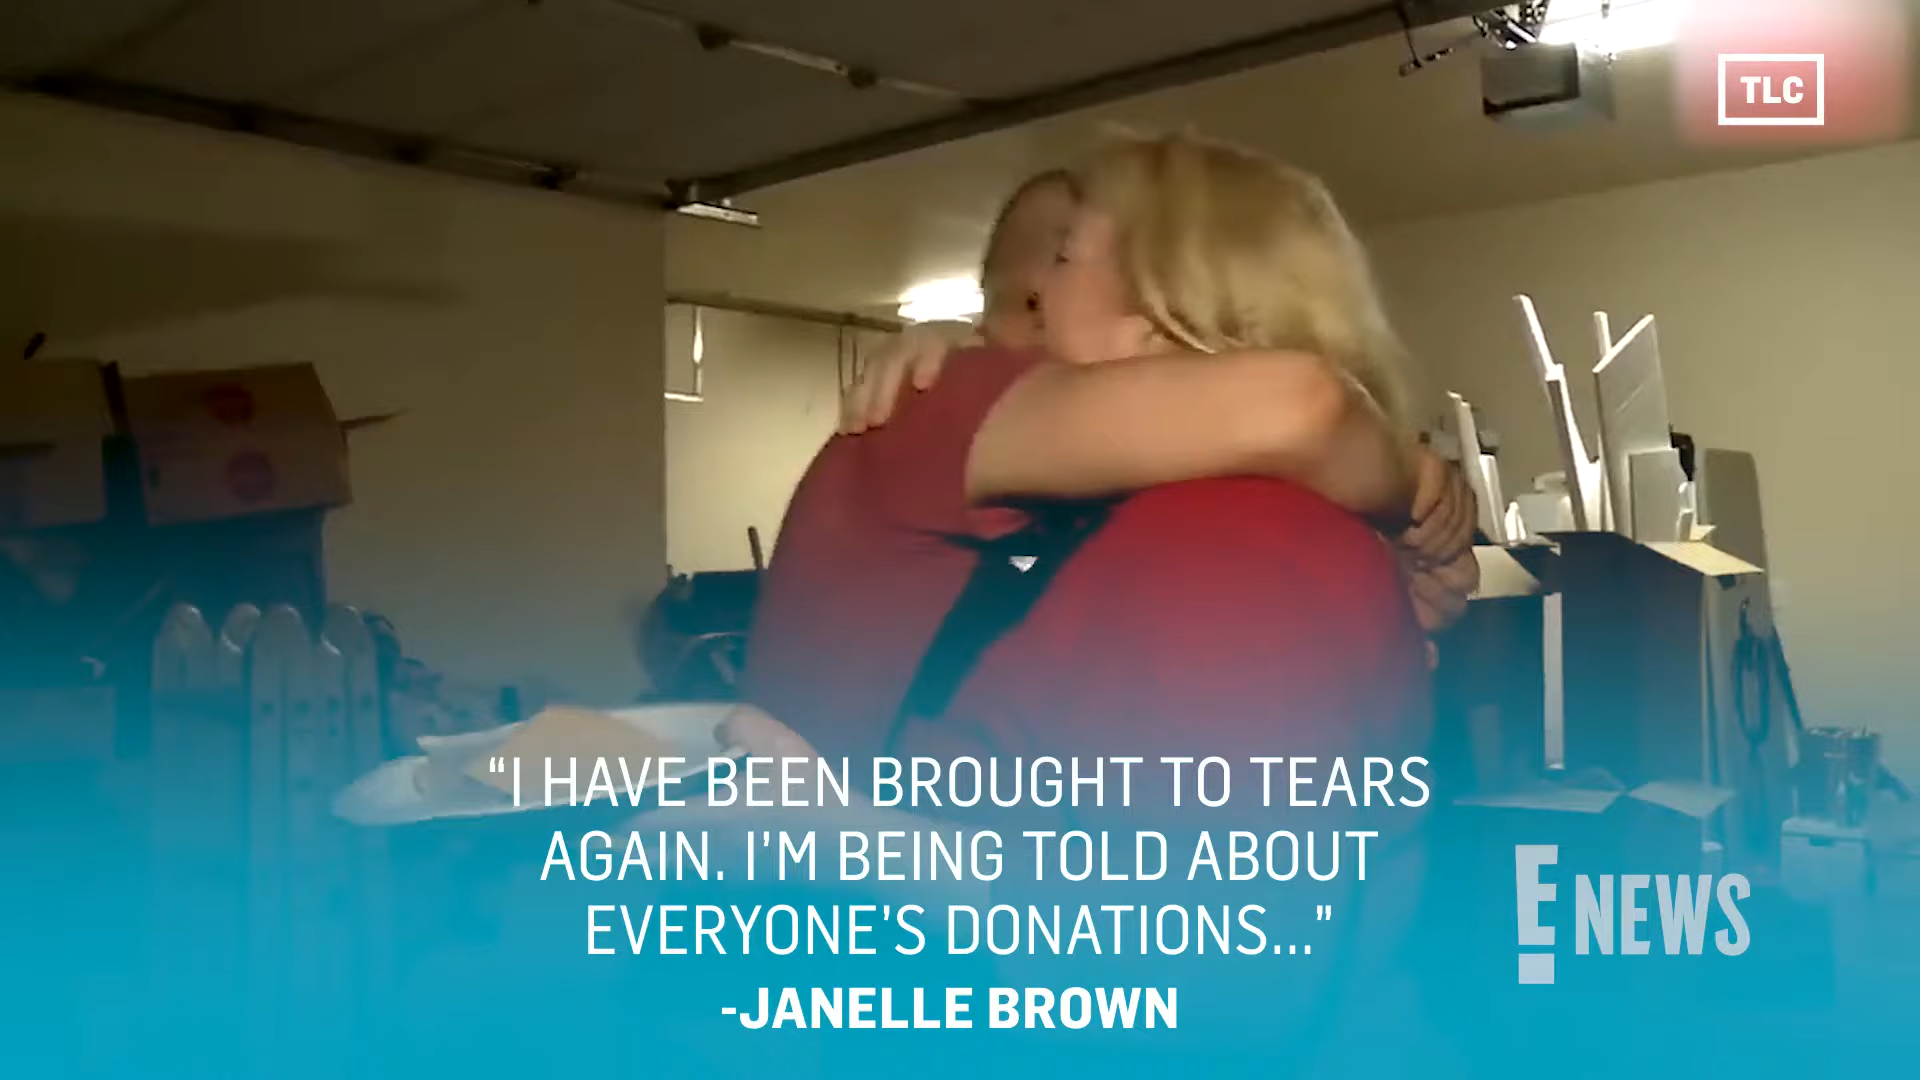 TLC
“I HAVE BEEN BROUGHT TO TEARS
AGAIN. I’M BEING TOLD ABOUT
EVERYONE’S DONATIONS...”
-JANELLE BROWN
E! NEWS